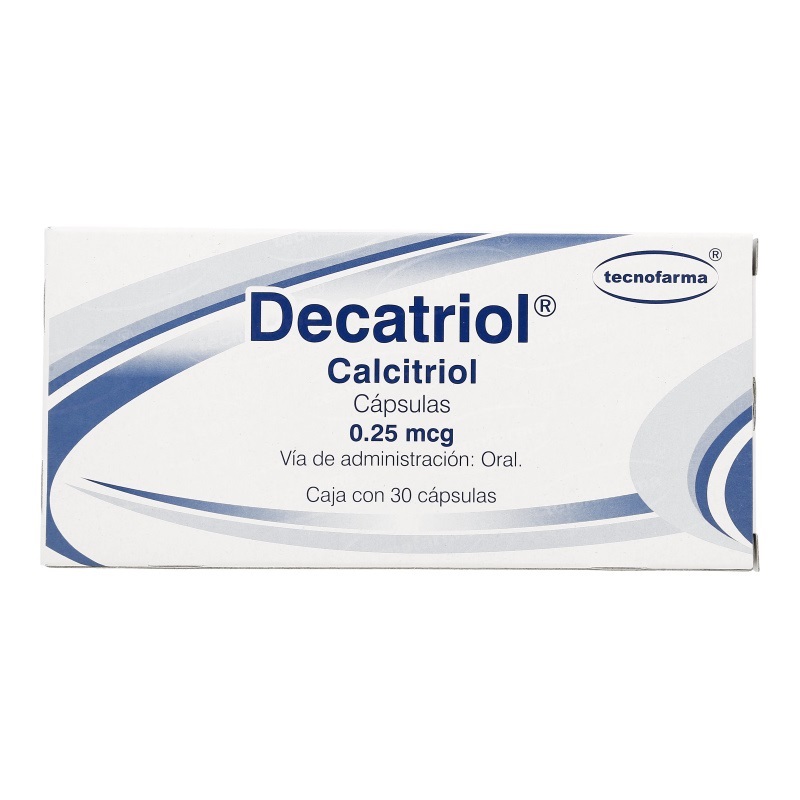 tecnofarma®
Decatriol®
Calcitriol
Cápsulas
0.25 mcg
Vía de administración: Oral.
Caja con 30 cápsulas